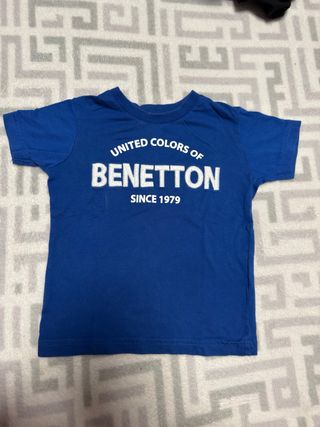 UNITED COLORS OF
BENETTON
SINCE 1979